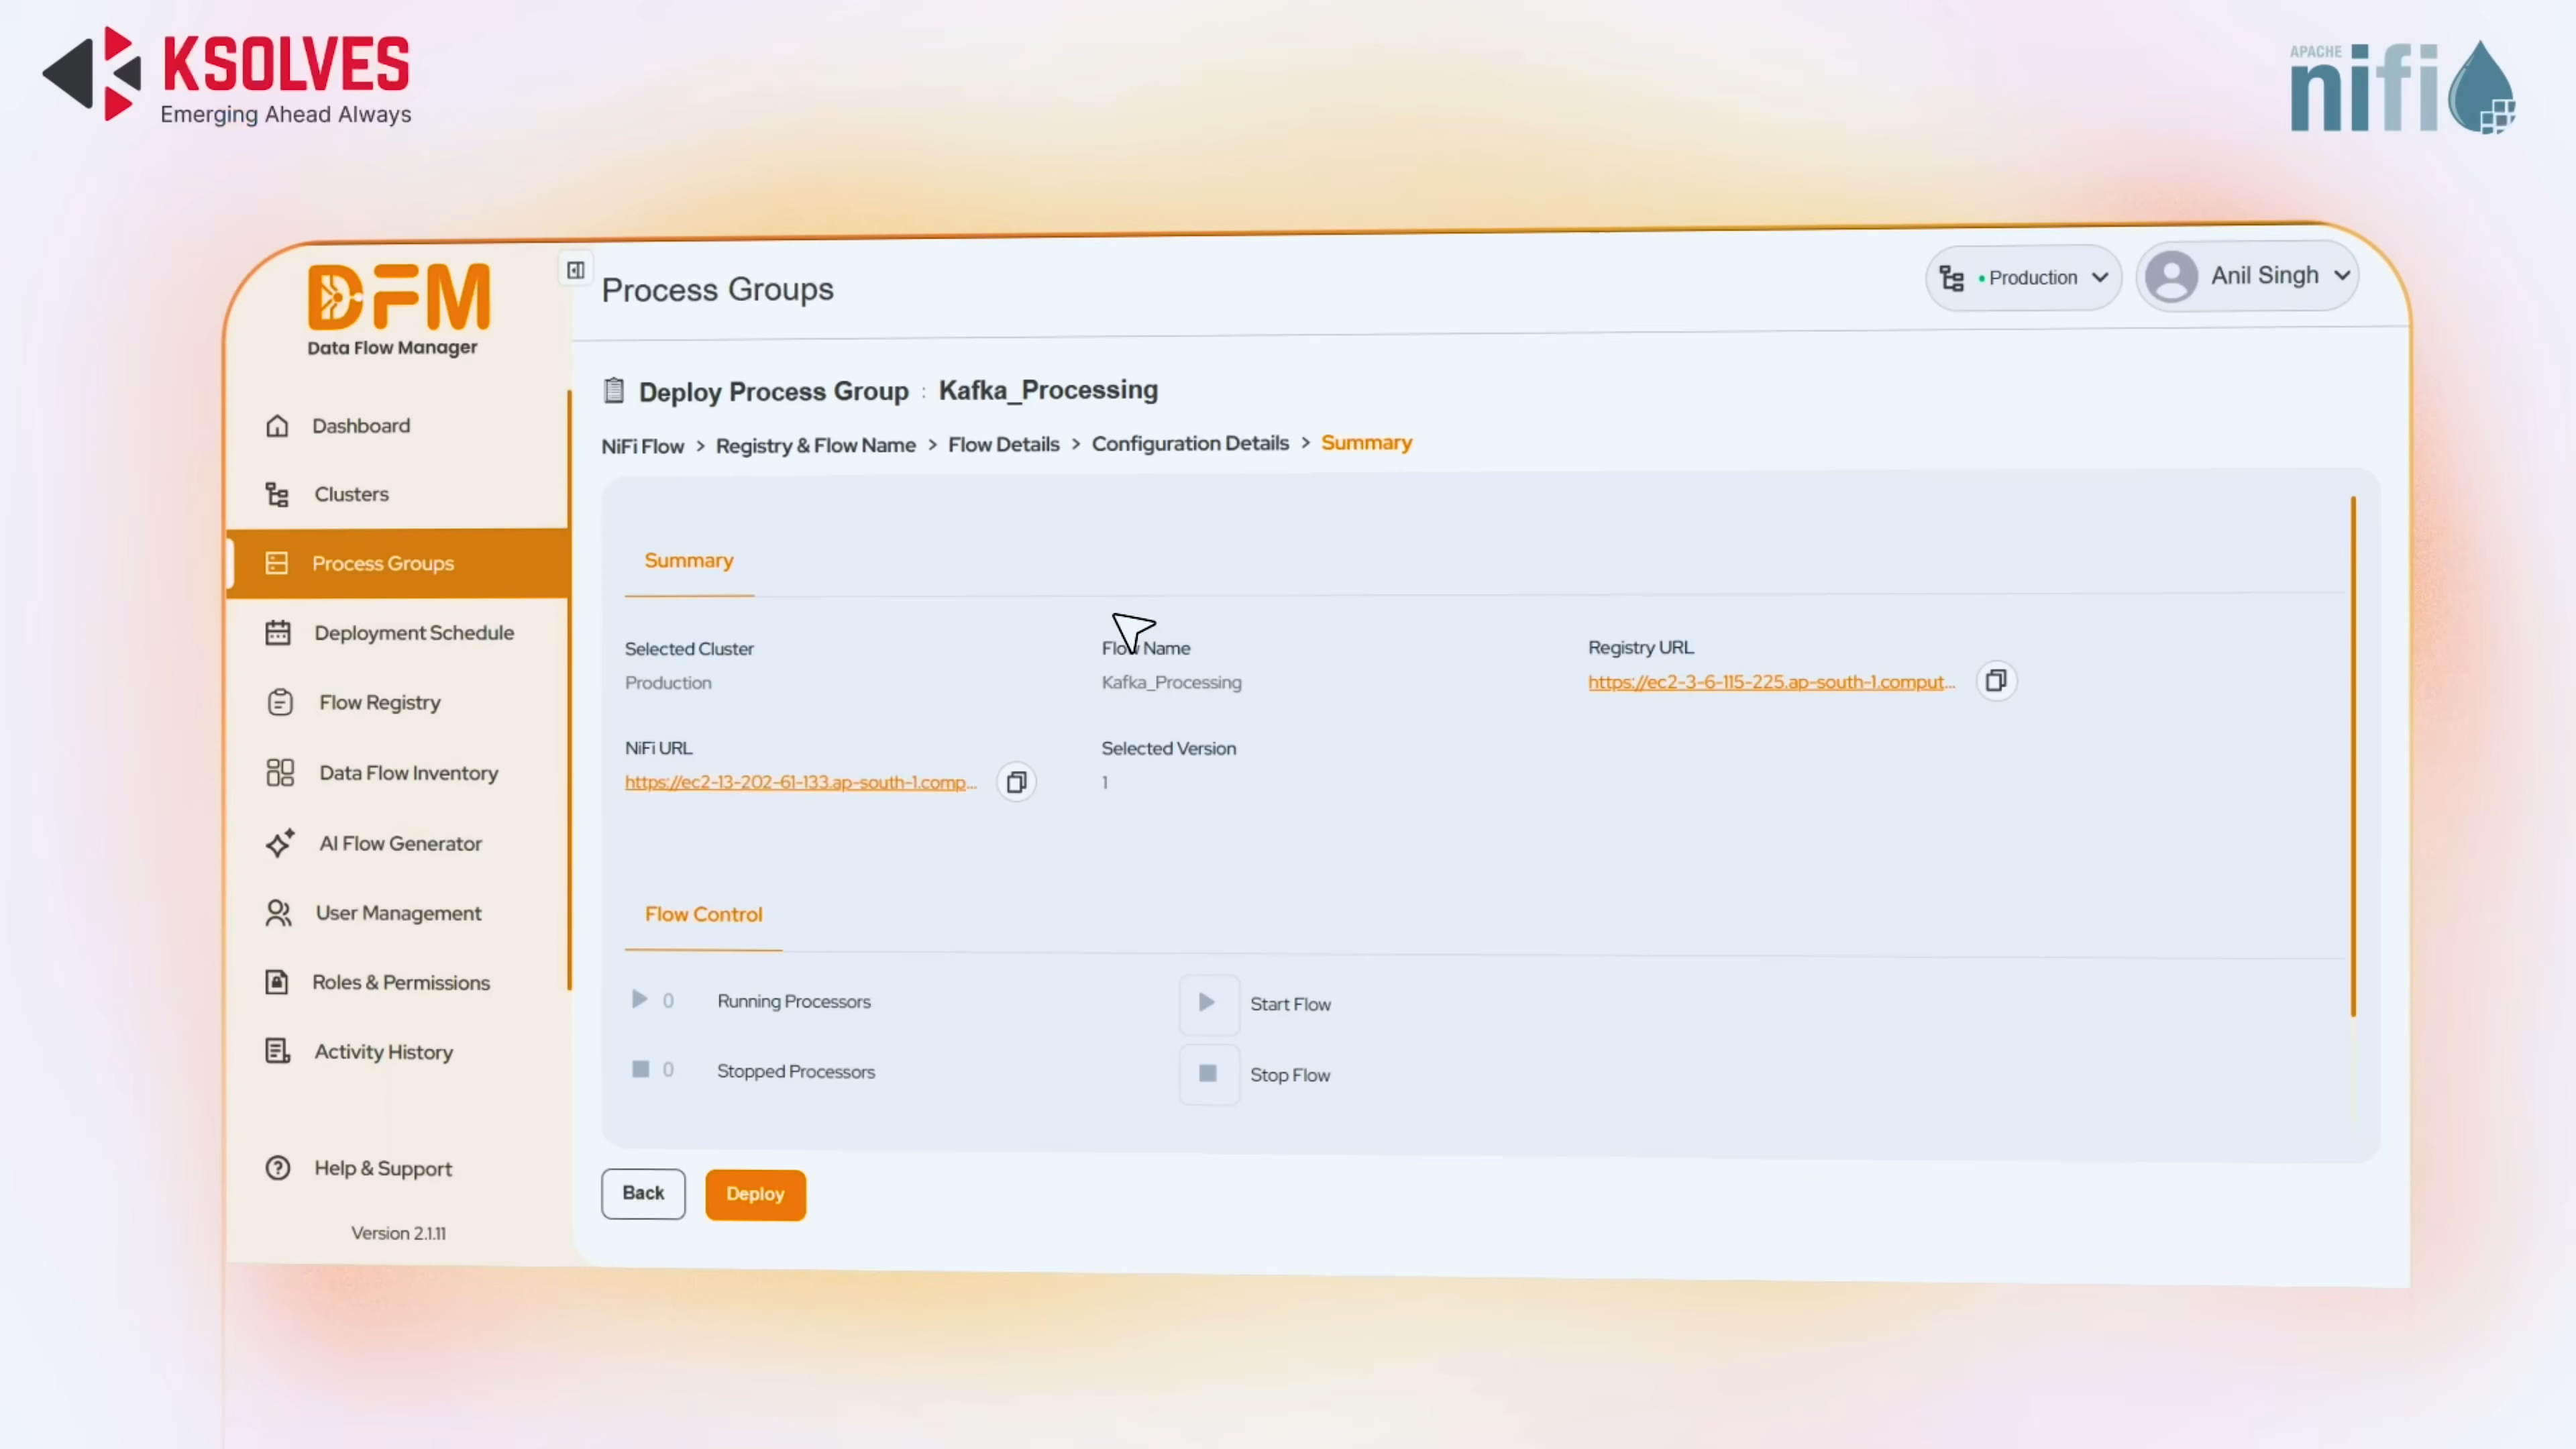 KSOLVES
Emerging Ahead Always
APACHE
nifi
DFM
Data Flow Manager
Dashboard
Clusters
Process Groups
Deployment Schedule
Flow Registry
Data Flow Inventory
AI Flow Generator
User Management
Roles & Permissions
Activity History
Help & Support
Version 2.1.11
Process Groups
Production
Anil Singh
Deploy Process Group : Kafka_Processing
NiFi Flow > Registry & Flow Name > Flow Details > Configuration Details > Summary
Summary
Selected Cluster
Production
Flow Name
Kafka_Processing
Registry URL
https://ec2-3-6-115-225.ap-south-1.comput...
NiFi URL
https://ec2-13-202-61-133.ap-south-1.comp...
Selected Version
1
Flow Control
0 Running Processors
Start Flow
0 Stopped Processors
Stop Flow
Back
Deploy